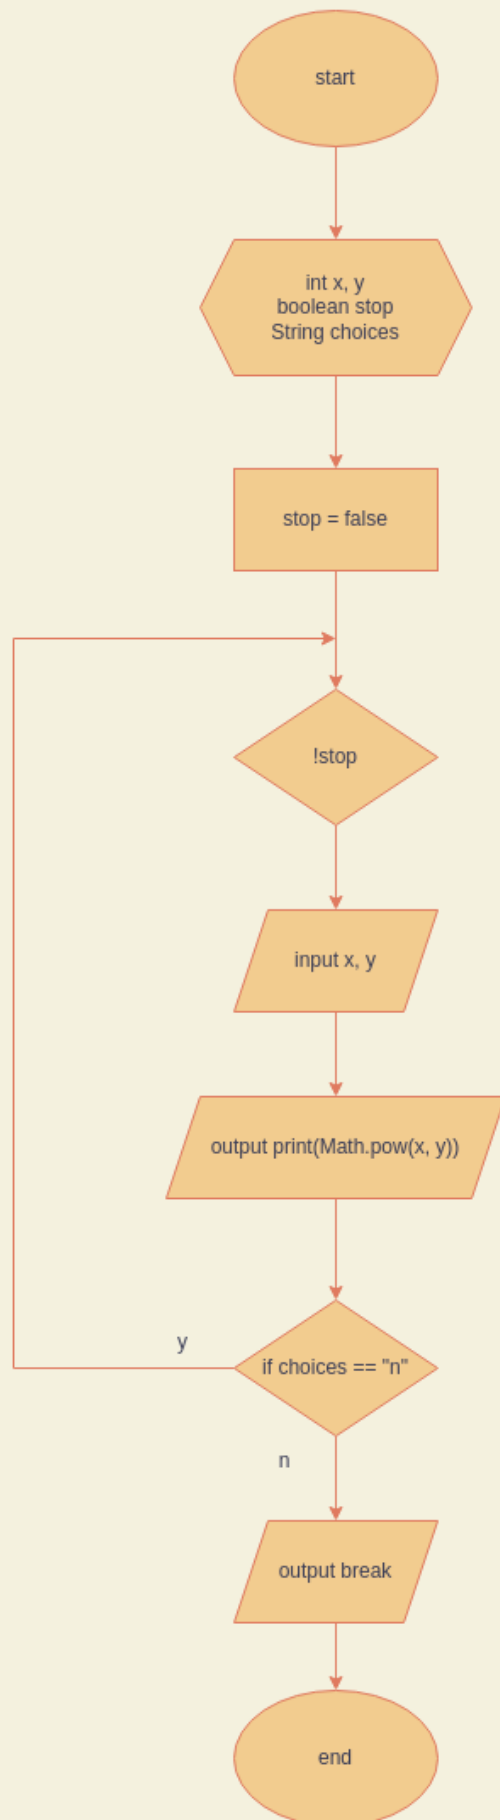 start
int x, y
boolean stop
String choices
stop = false
!stop
input x, y
output print(Math.pow(x, y))
y
if choices == "n"
n
output break
end